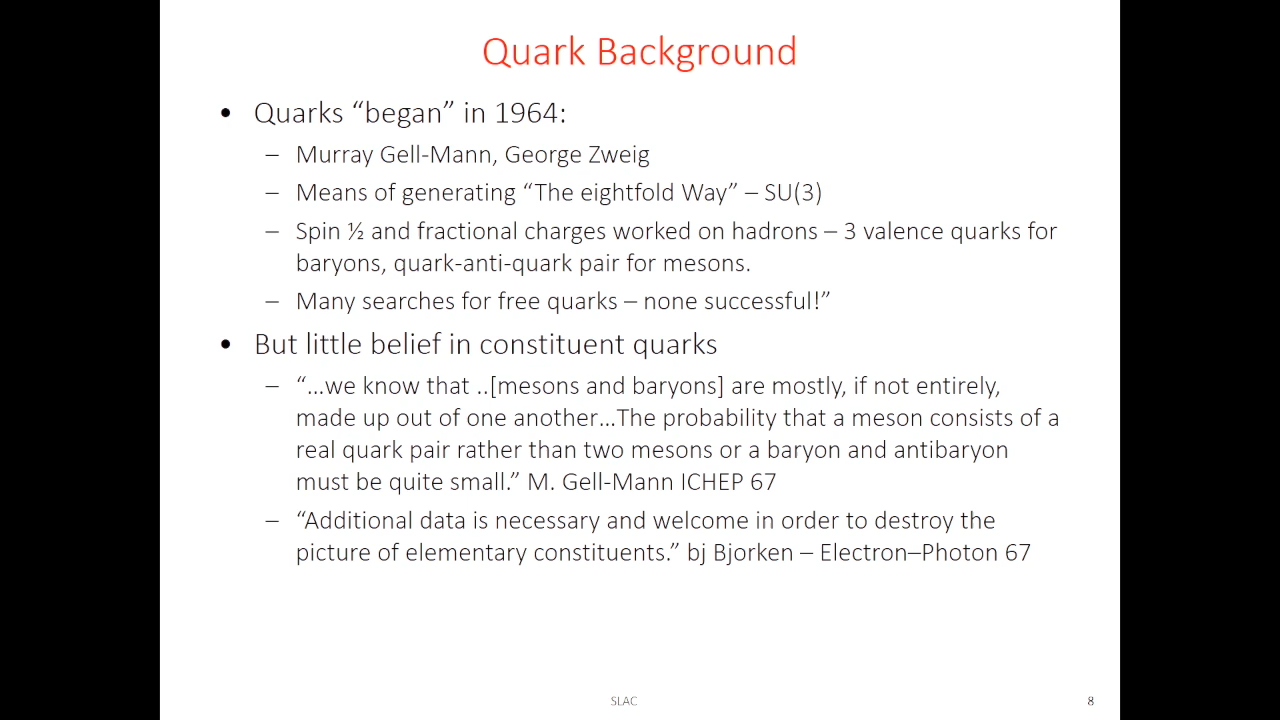 Quark Background
• Quarks “began” in 1964:
– Murray Gell-Mann, George Zweig
– Means of generating “The eightfold Way” – SU(3)
– Spin ½ and fractional charges worked on hadrons – 3 valence quarks for
baryons, quark-anti-quark pair for mesons.
– Many searches for free quarks – none successful!”
• But little belief in constituent quarks
– “…we know that ..[mesons and baryons] are mostly, if not entirely,
made up out of one another…The probability that a meson consists of a
real quark pair rather than two mesons or a baryon and antibaryon
must be quite small.” M. Gell-Mann ICHEP 67
– “Additional data is necessary and welcome in order to destroy the
picture of elementary constituents.” bj Bjorken – Electron–Photon 67
SLAC
8